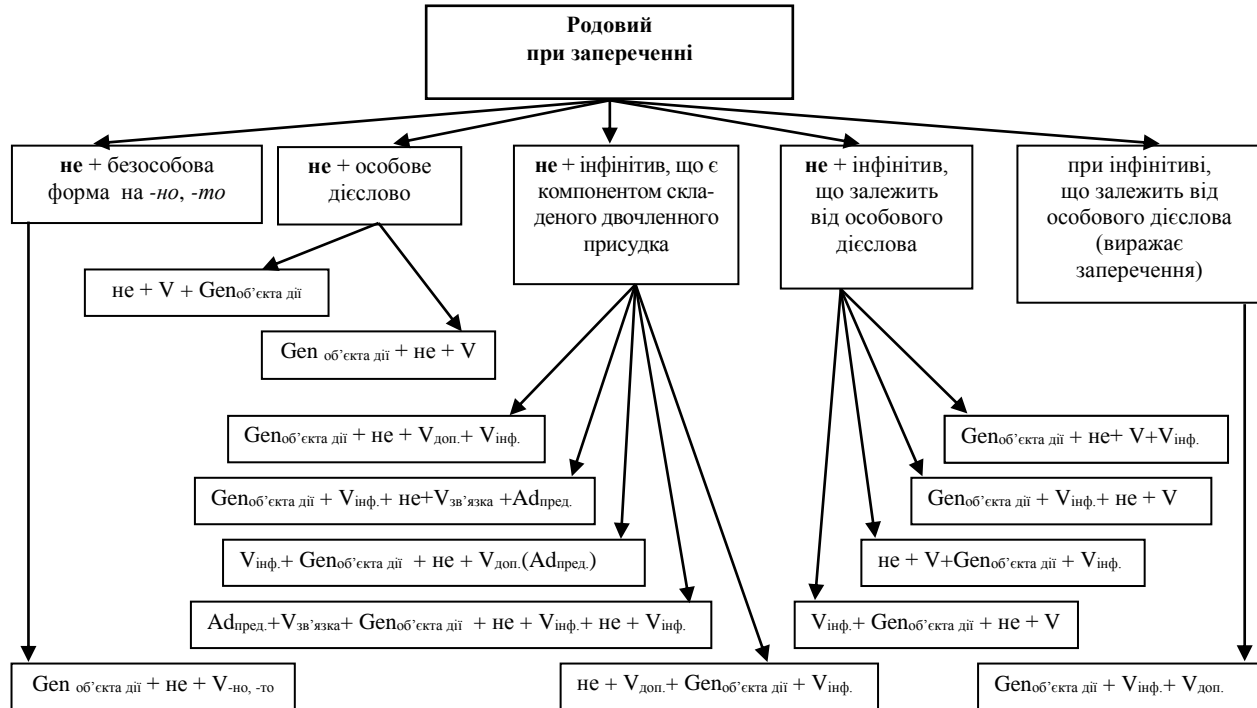 Родовий
при запереченні
не + безособова
форма на -но, -то
не + особове
дієслово
не + інфінітив, що є
компонентом скла-
деного двочленного
присудка
не + інфінітив,
що залежить
від особового
дієслова
при інфінітиві,
що залежить від
особового дієслова
(виражає
заперечення)
не + V + Genоб’єкта дії
Gen об’єкта дії + не + V
Genоб’єкта дії + не + Vдоп.+ Vінф.
Genоб’єкта дії + не+ V+Vінф.
Genоб’єкта дії + Vінф.+ не+Vзв’язка +Adпред.
Genоб’єкта дії + Vінф.+ не + V
Vінф.+ Genоб’єкта дії + не + Vдоп.(Adпред.)
не + V+Genоб’єкта дії + Vінф.
Adпред.+Vзв’язка+ Genоб’єкта дії + не + Vінф.+ не + Vінф.
Vінф.+ Genоб’єкта дії + не + V
Gen об’єкта дії + не + V-но, -то
не + Vдоп.+ Genоб’єкта дії + Vінф.
Genоб’єкта дії + Vінф.+ Vдоп.